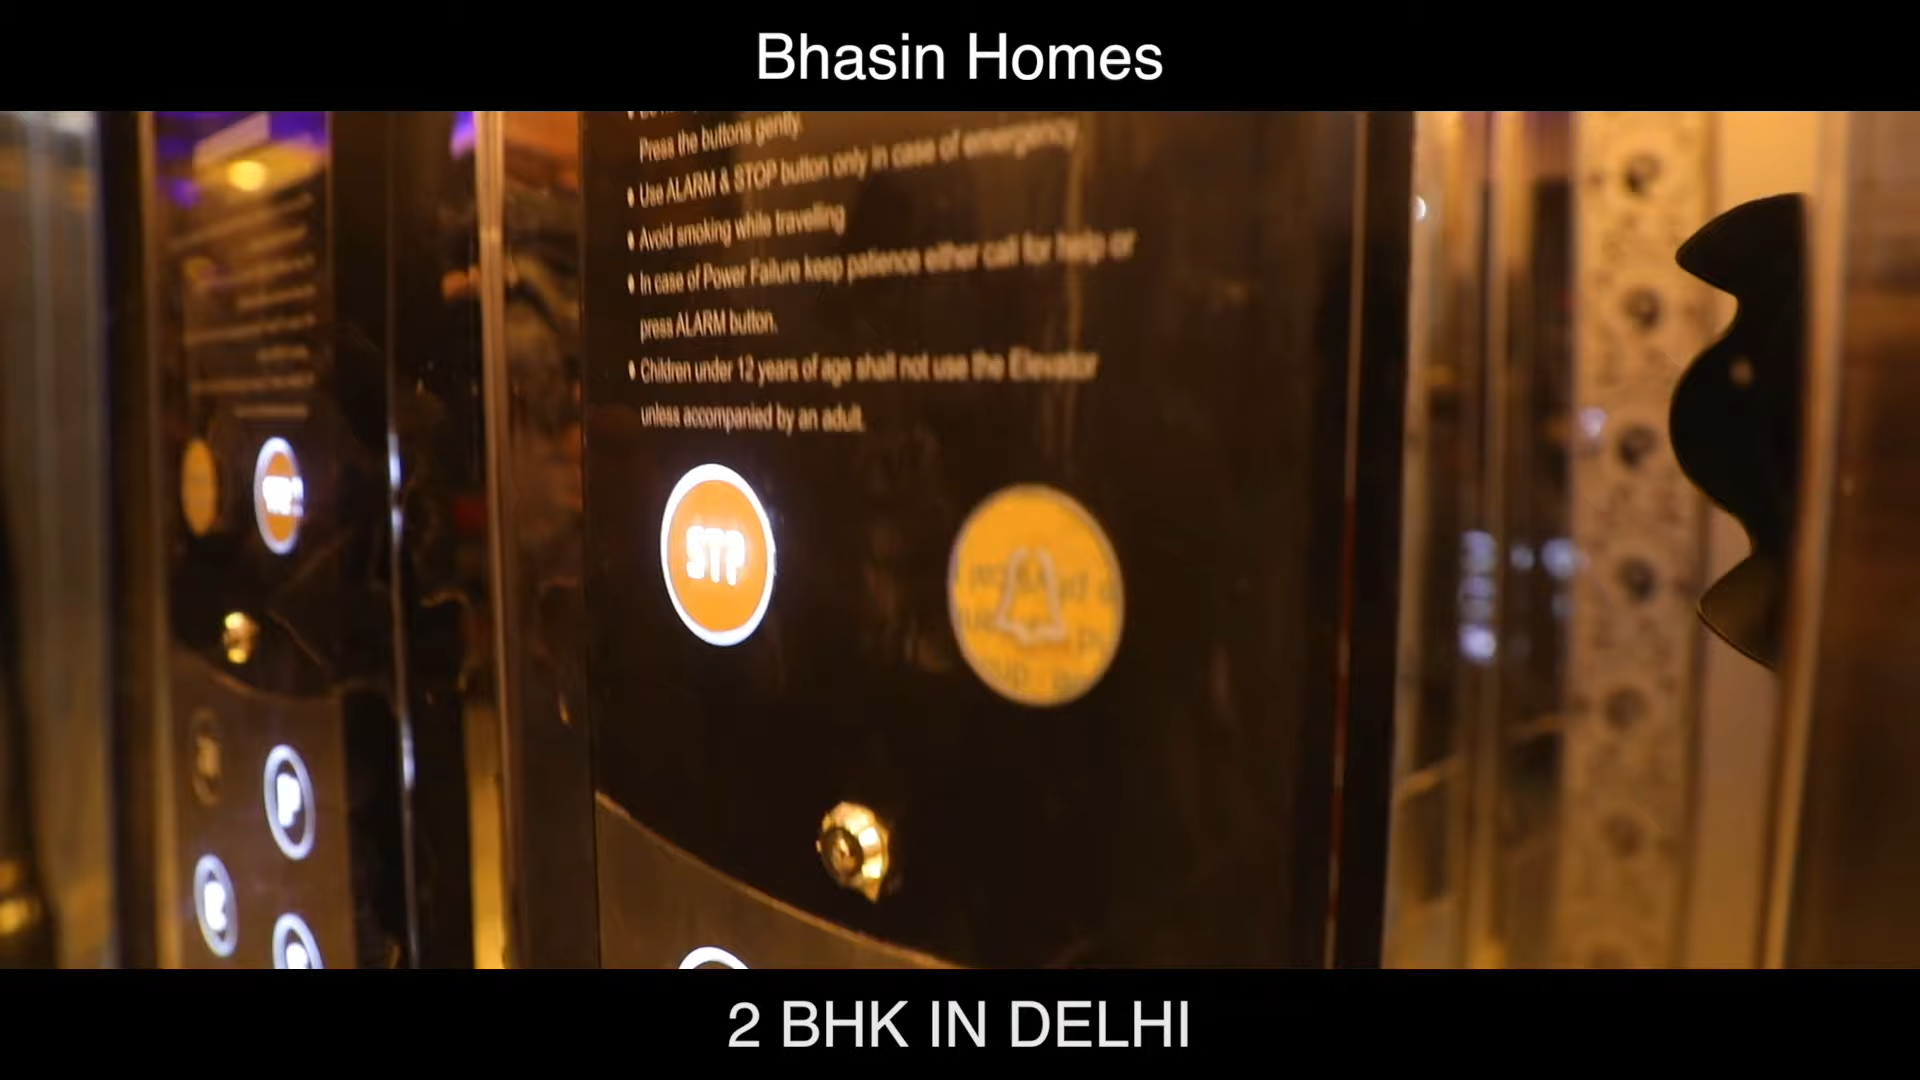 Bhasin Homes
Press the buttons gently.
• Use ALARM & STOP button only in case of emergency
• Avoid smoking while travelling
• In case of Power Failure keep patience either call for help or
press ALARM button.
• Children under 12 years of age shall not use the Elevator
unless accompanied by an adult.
STP
P
2 BHK IN DELHI